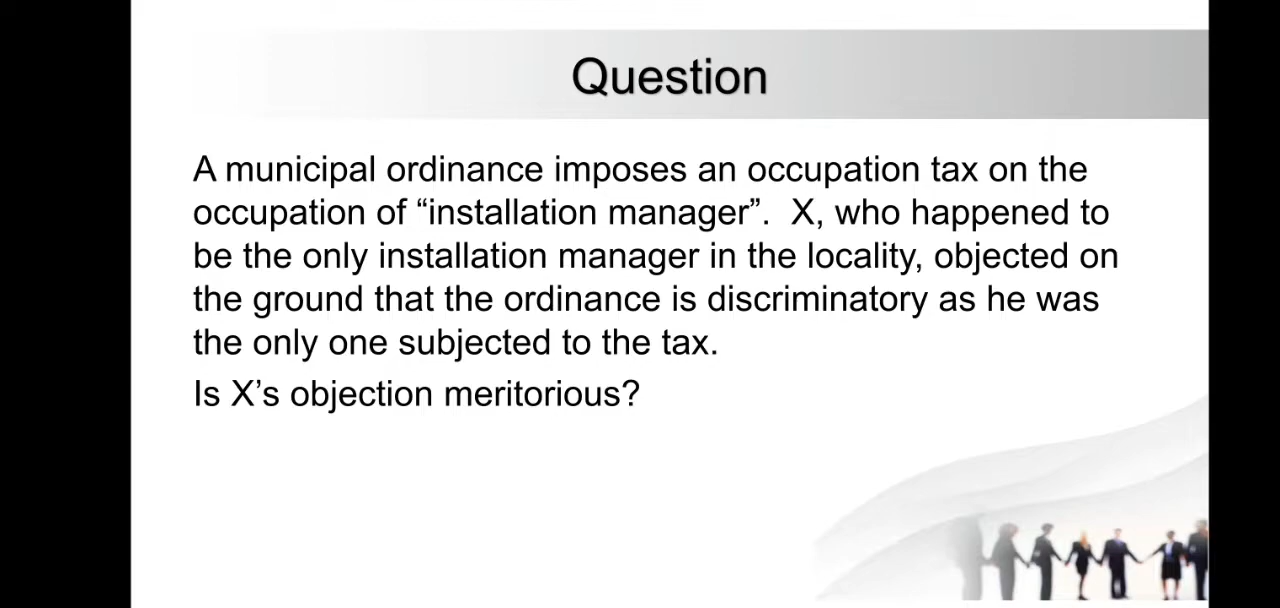 Question
A municipal ordinance imposes an occupation tax on the
occupation of “installation manager”.  X, who happened to
be the only installation manager in the locality, objected on
the ground that the ordinance is discriminatory as he was
the only one subjected to the tax.
Is X’s objection meritorious?